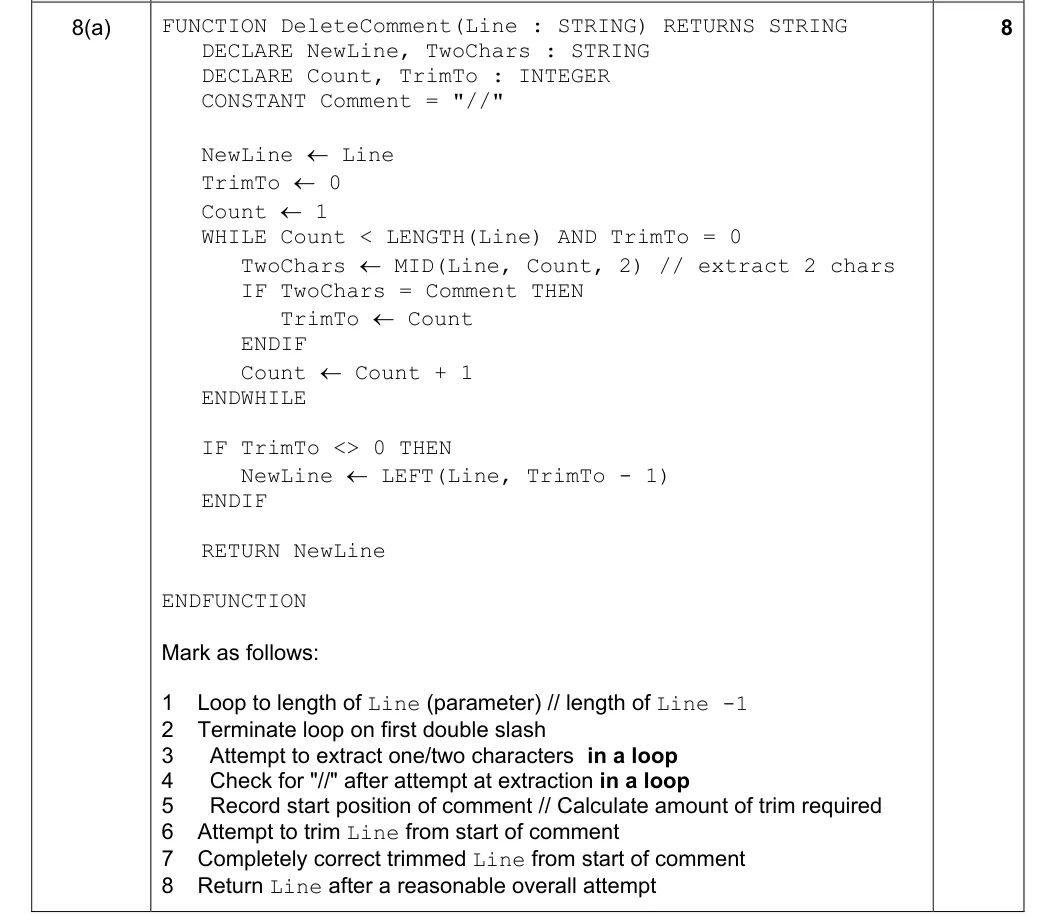 8(a) FUNCTION DeleteComment(Line : STRING) RETURNS STRING 8
DECLARE NewLine, TwoChars : STRING
DECLARE Count, TrimTo : INTEGER
CONSTANT Comment = "//"
NewLine ← Line
TrimTo ← 0
Count ← 1
WHILE Count < LENGTH(Line) AND TrimTo = 0
TwoChars ← MID(Line, Count, 2) // extract 2 chars
IF TwoChars = Comment THEN
TrimTo ← Count
ENDIF
Count ← Count + 1
ENDWHILE
IF TrimTo <> 0 THEN
NewLine ← LEFT(Line, TrimTo - 1)
ENDIF
RETURN NewLine
ENDFUNCTION
Mark as follows:
1 Loop to length of Line (parameter) // length of Line -1
2 Terminate loop on first double slash
3 Attempt to extract one/two characters in a loop
4 Check for "//" after attempt at extraction in a loop
5 Record start position of comment // Calculate amount of trim required
6 Attempt to trim Line from start of comment
7 Completely correct trimmed Line from start of comment
8 Return Line after a reasonable overall attempt